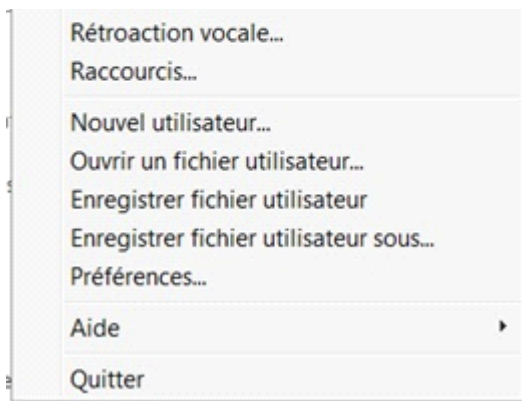 Rétroaction vocale...
Raccourcis...
Nouvel utilisateur...
Ouvrir un fichier utilisateur...
Enregistrer fichier utilisateur
Enregistrer fichier utilisateur sous...
Préférences...
Aide
Quitter